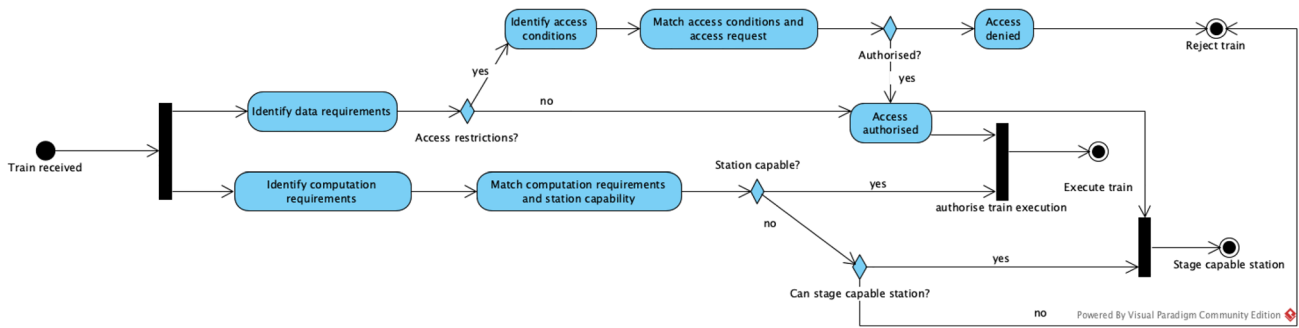 Identify access
conditions
Match access conditions and
access request
Authorised?
Access
denied
Reject train
yes
yes
Identify data requirements
Access restrictions?
no
Access
authorised
Train received
Station capable?
Execute train
Identify computation
requirements
Match computation requirements
and station capability
yes
authorise train execution
no
Can stage capable station?
yes
Stage capable station
no
Powered By Visual Paradigm Community Edition